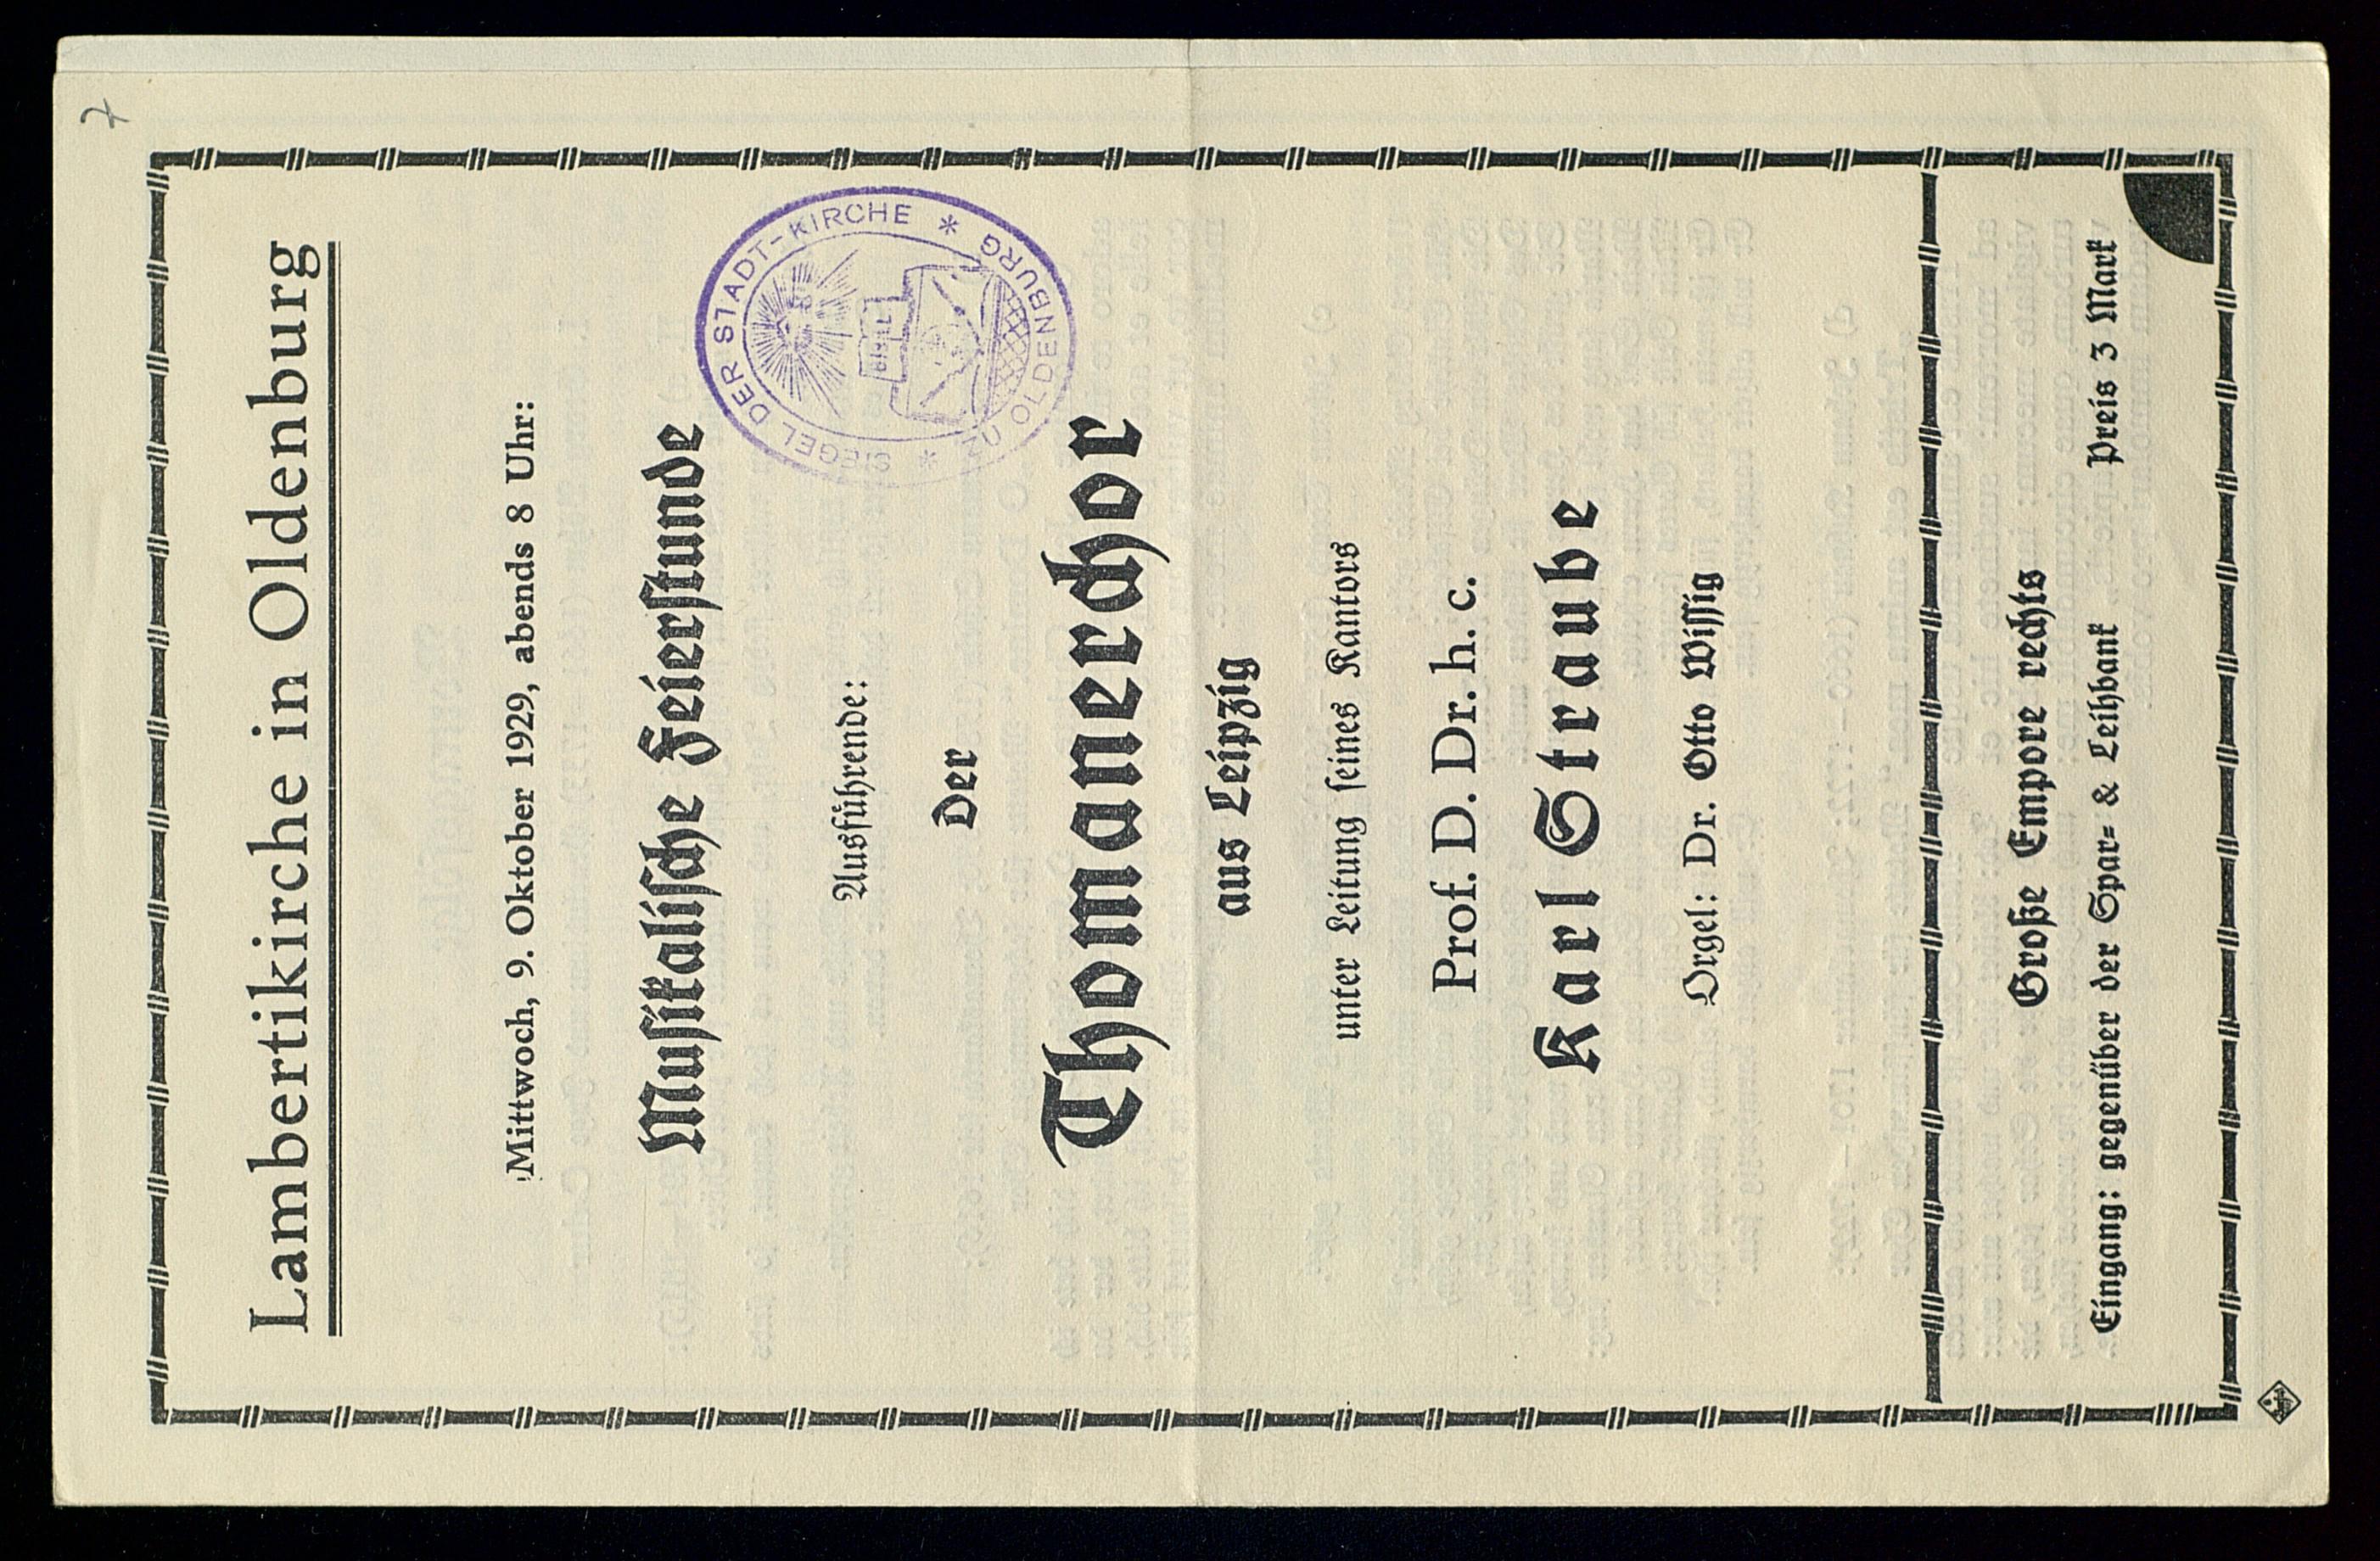 7
Lambertikirche in Oldenburg
Mittwoch, 9. Oktober 1929, abends 8 Uhr:
Musikalische Feierstunde
SIEGEL DER STADT-KIRCHE * ZU OLDENBURG *
BIBEL
Ausführende:
Der
Thomanerchor
aus Leipzig
unter Leitung seines Kantors
Prof. D. Dr. h. c.
Karl Straube
Orgel: Dr. Otto Wissig
Große Empore rechts
Eingang: gegenüber der Spar- & Leihbank Preis 3 Mark